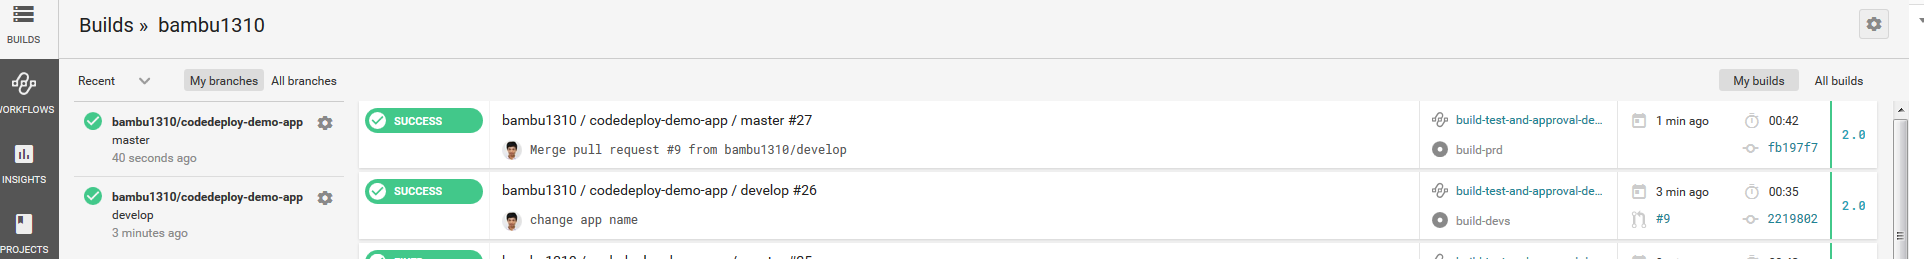 BUILDS
WORKFLOWS
INSIGHTS
PROJECTS
Builds » bambu1310
Recent
My branches
All branches
My builds
All builds
bambu1310/codedeploy-demo-app
master
40 seconds ago
bambu1310/codedeploy-demo-app
develop
3 minutes ago
SUCCESS
bambu1310 / codedeploy-demo-app / master #27
Merge pull request #9 from bambu1310/develop
build-test-and-approval-de...
build-prd
1 min ago
00:42
fb197f7
2.0
SUCCESS
bambu1310 / codedeploy-demo-app / develop #26
change app name
build-test-and-approval-de...
build-devs
3 min ago
#9
00:35
2219802
2.0